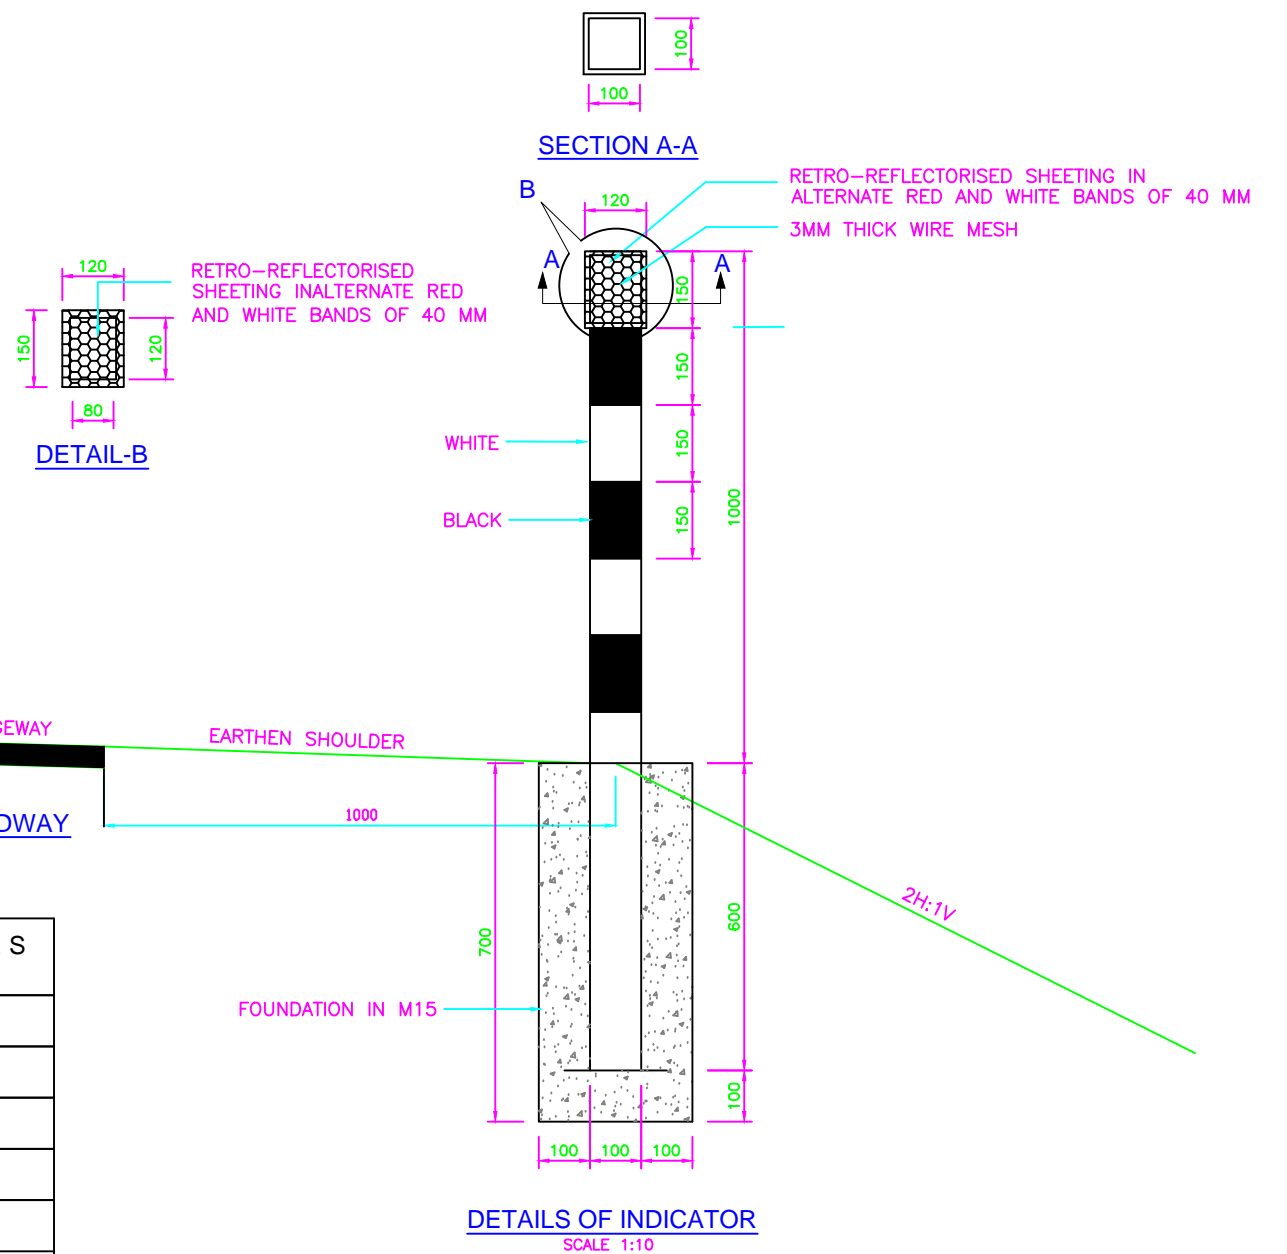 100
100
SECTION A-A
B
120
RETRO-REFLECTORISED SHEETING IN
ALTERNATE RED AND WHITE BANDS OF 40 MM
3MM THICK WIRE MESH
A
A
150
120
RETRO-REFLECTORISED
SHEETING INALTERNATE RED
AND WHITE BANDS OF 40 MM
150
120
80
DETAIL-B
150
WHITE
150
BLACK
150
1000
GEWAY
EARTHEN SHOULDER
DWAY
1000
2H:1V
S
700
600
FOUNDATION IN M15
100
100
100
100
DETAILS OF INDICATOR
SCALE 1:10